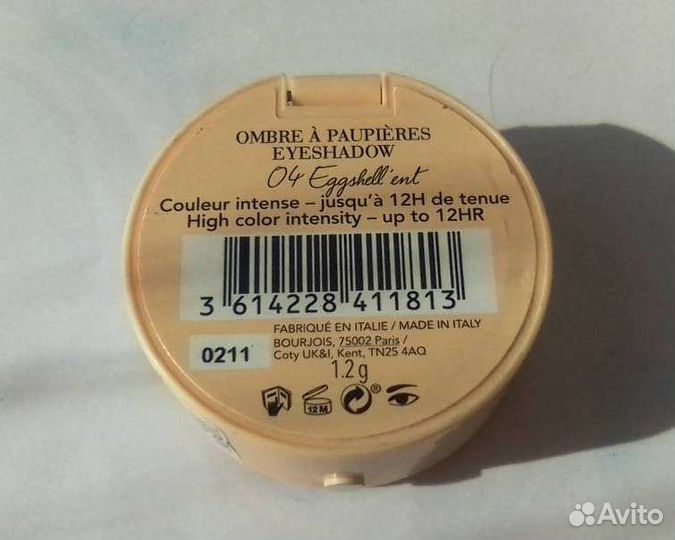 OMBRE À PAUPIÈRES
EYESHADOW
04 Eggshell'ent
Couleur intense – jusqu'à 12H de tenue
High color intensity – up to 12HR
3 614228 411813
FABRIQUÉ EN ITALIE / MADE IN ITALY
BOURJOIS, 75002 Paris /
Coty UK&I, Kent, TN25 4AQ
0211
1.2g
12 M
®
Avito